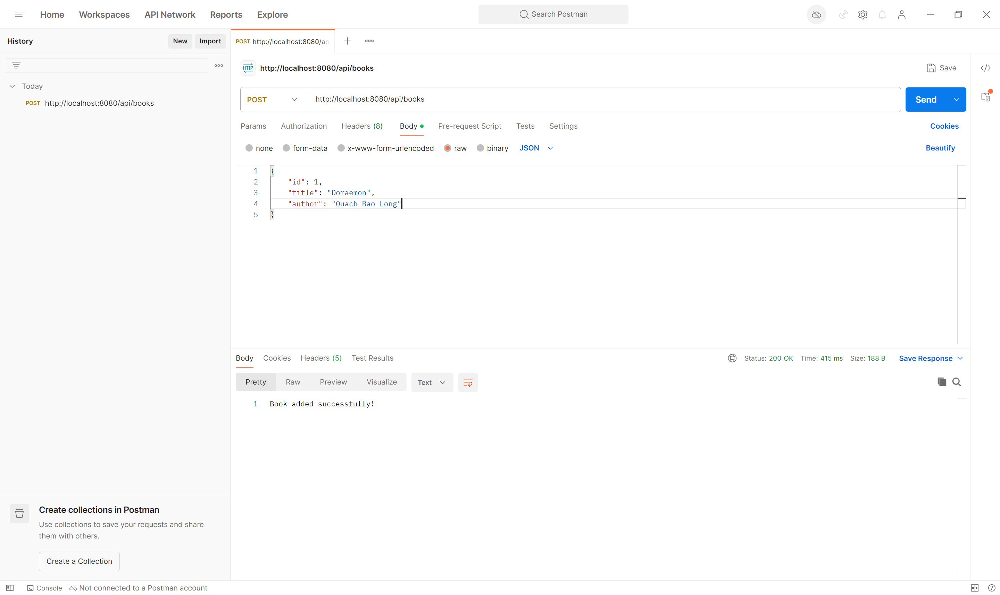 Home Workspaces API Network Reports Explore Search Postman
History New Import POST http://localhost:8080/ap
HTTP http://localhost:8080/api/books Save
Today
POST http://localhost:8080/api/books
POST http://localhost:8080/api/books Send
Params Authorization Headers (8) Body Pre-request Script Tests Settings Cookies
none form-data x-www-form-urlencoded raw binary JSON Beautify
1 {
2 "id": 1,
3 "title": "Doraemon",
4 "author": "Quach Bao Long"
5 }
Body Cookies Headers (5) Test Results Status: 200 OK Time: 415 ms Size: 188 B Save Response
Pretty Raw Preview Visualize Text
1 Book added successfully!
Create collections in Postman
Use collections to save your requests and share
them with others.
Create a Collection
Console Not connected to a Postman account